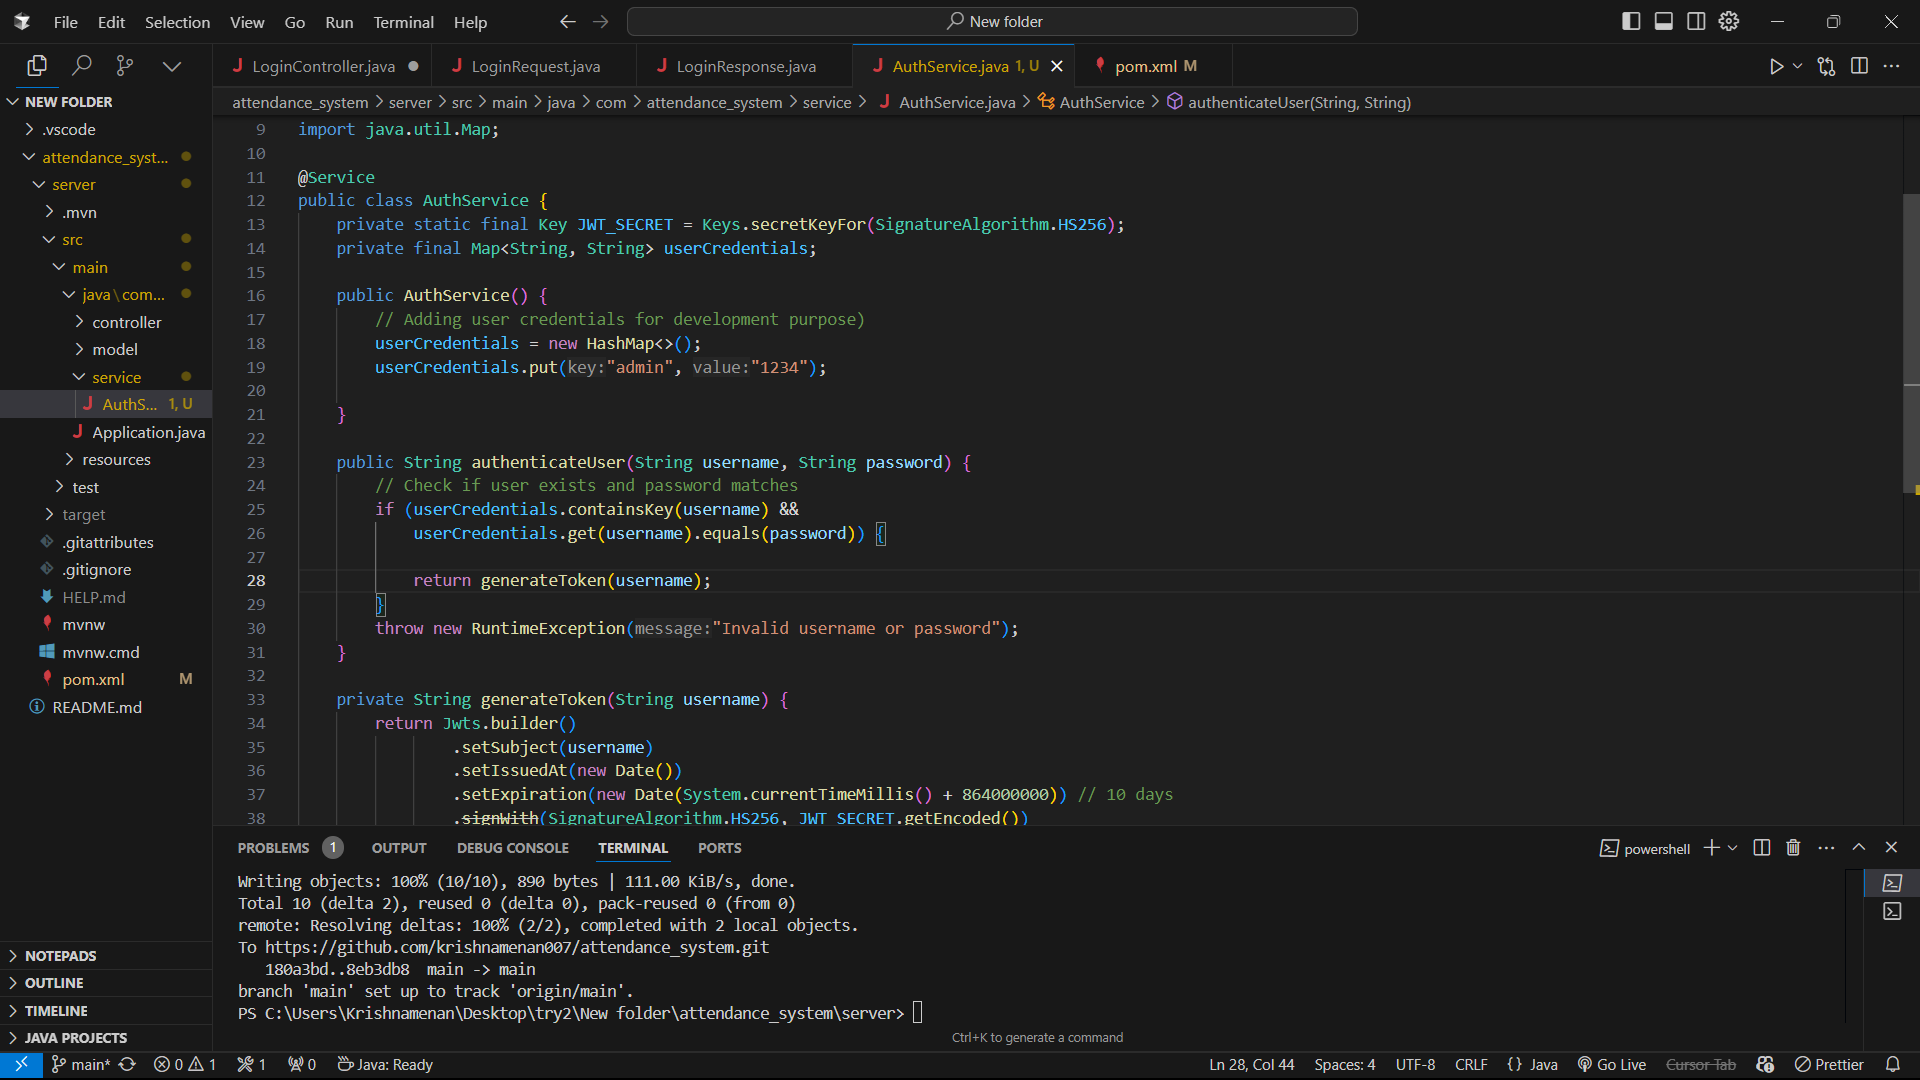 File Edit Selection View Go Run Terminal Help
New folder
LoginController.java
LoginRequest.java
LoginResponse.java
AuthService.java 1, U
pom.xml M
attendance_system > server > src > main > java > com > attendance_system > service > AuthService.java > AuthService > authenticateUser(String, String)
NEW FOLDER
.vscode
attendance_syst...
server
.mvn
src
main
java\com...
controller
model
service
AuthS... 1, U
Application.java
resources
test
target
.gitattributes
.gitignore
HELP.md
mvnw
mvnw.cmd
pom.xml M
README.md
NOTEPADS
OUTLINE
TIMELINE
JAVA PROJECTS
9 import java.util.Map;
10
11 @Service
12 public class AuthService {
13 private static final Key JWT_SECRET = Keys.secretKeyFor(SignatureAlgorithm.HS256);
14 private final Map<String, String> userCredentials;
15
16 public AuthService() {
17 // Adding user credentials for development purpose)
18 userCredentials = new HashMap<>();
19 userCredentials.put(key:"admin", value:"1234");
20
21 }
22
23 public String authenticateUser(String username, String password) {
24 // Check if user exists and password matches
25 if (userCredentials.containsKey(username) &&
26 userCredentials.get(username).equals(password)) {
27
28 return generateToken(username);
29 }
30 throw new RuntimeException(message:"Invalid username or password");
31 }
32
33 private String generateToken(String username) {
34 return Jwts.builder()
35 .setSubject(username)
36 .setIssuedAt(new Date())
37 .setExpiration(new Date(System.currentTimeMillis() + 864000000)) // 10 days
38 .signWith(SignatureAlgorithm.HS256, JWT_SECRET.getEncoded())
PROBLEMS 1 OUTPUT DEBUG CONSOLE TERMINAL PORTS
powershell
Writing objects: 100% (10/10), 890 bytes | 111.00 KiB/s, done.
Total 10 (delta 2), reused 0 (delta 0), pack-reused 0 (from 0)
remote: Resolving deltas: 100% (2/2), completed with 2 local objects.
To https://github.com/krishnamenan007/attendance_system.git
180a3bd..8eb3db8 main -> main
branch 'main' set up to track 'origin/main'.
PS C:\Users\Krishnamenan\Desktop\try2\New folder\attendance_system\server>
Ctrl+K to generate a command
main* 0 1 1 0 Java: Ready
Ln 28, Col 44 Spaces: 4 UTF-8 CRLF {} Java Go Live Cursor Tab Prettier